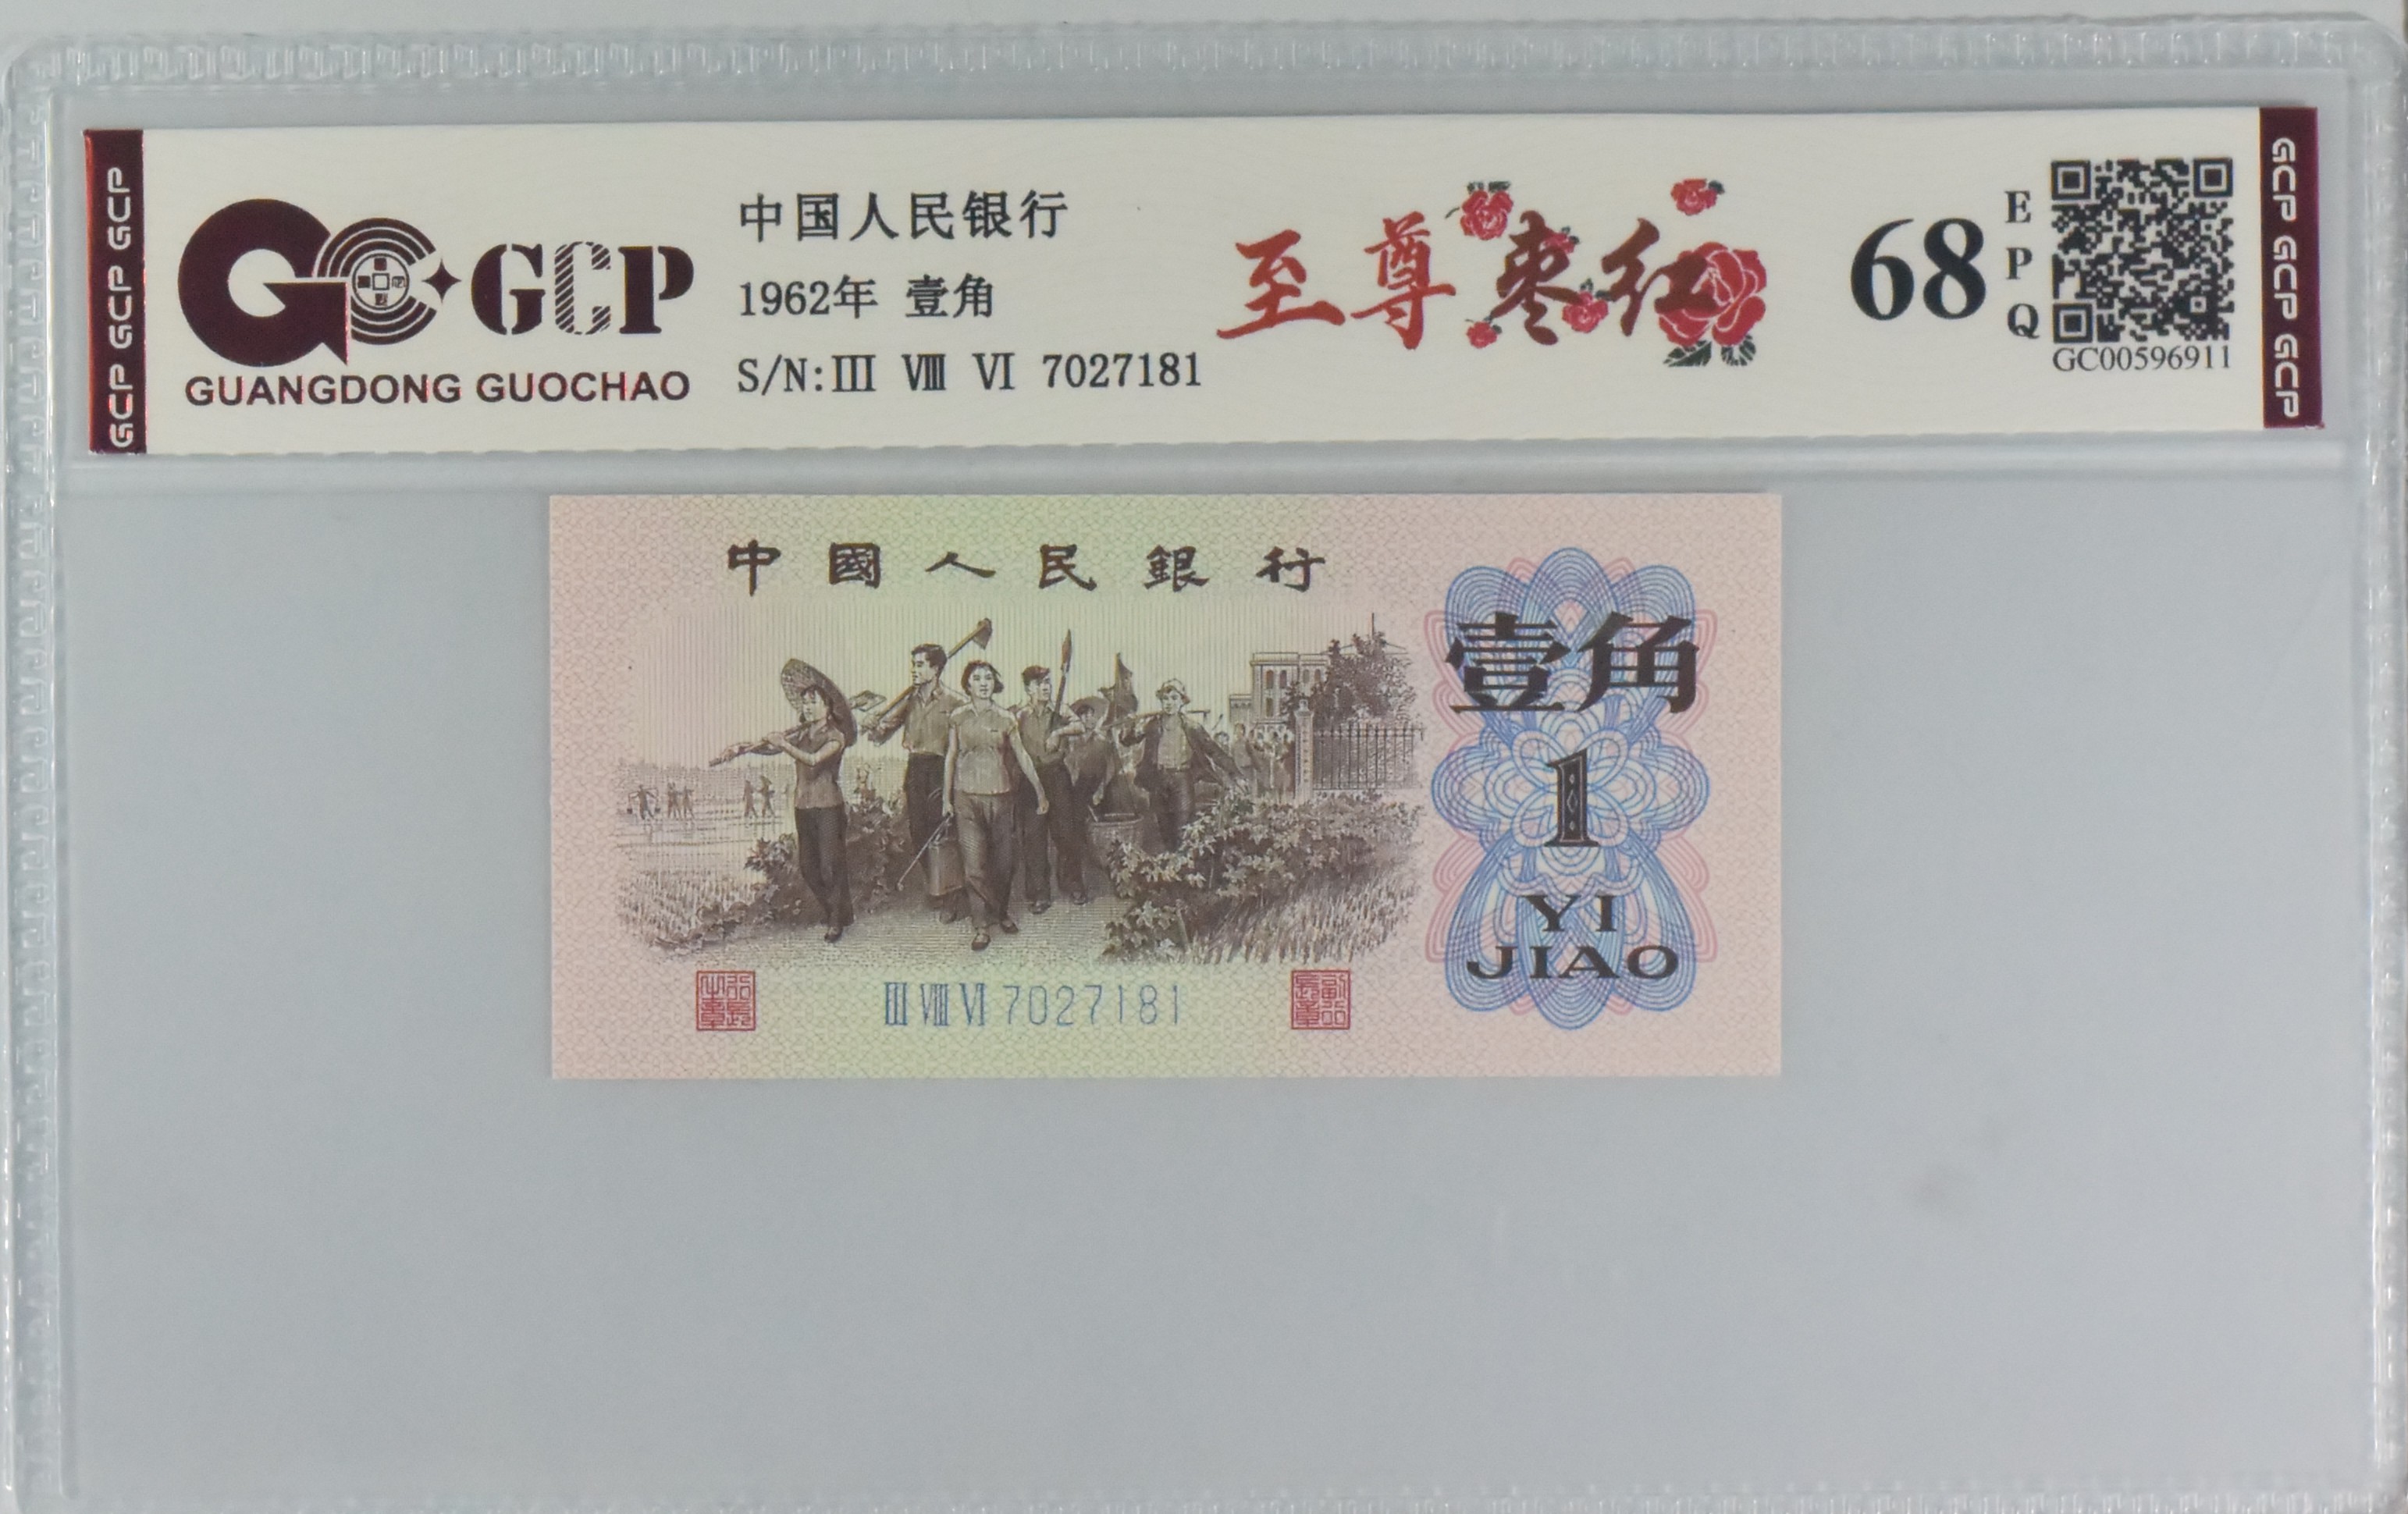 GCP GCP GCP
GCP
GUANGDONG GUOCHAO
中国人民银行
1962年 壹角
S/N:III VIII VI 7027181
至尊枣红
68
EPQ
GC00596911
GCP GCP GCP
中國人民銀行
壹角
1
YI
JIAO
III VIII VI 7027181